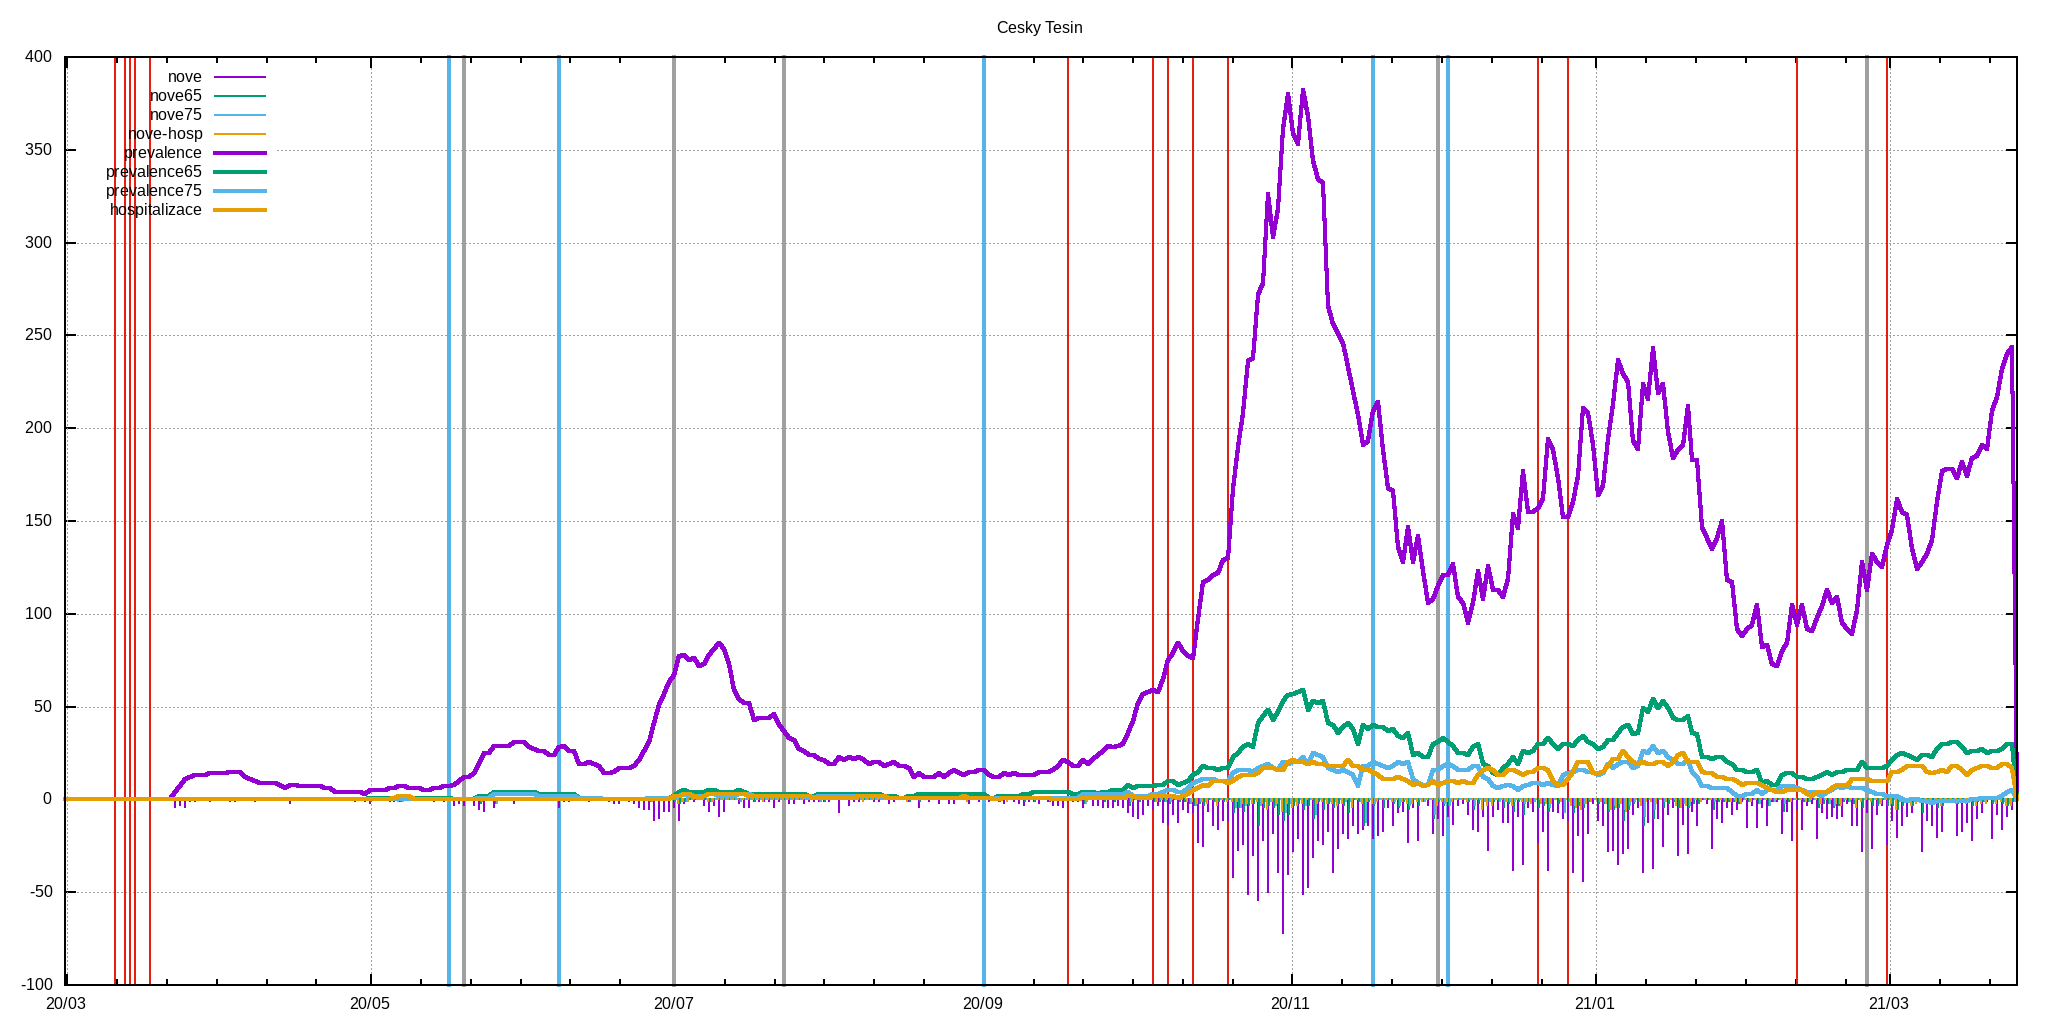 Cesky Tesin
400
350
300
250
200
150
100
50
0
-50
-100
nove
nove65
nove75
nove-hosp
prevalence
prevalence65
prevalence75
hospitalizace
20/03 20/05 20/07 20/09 20/11 21/01 21/03